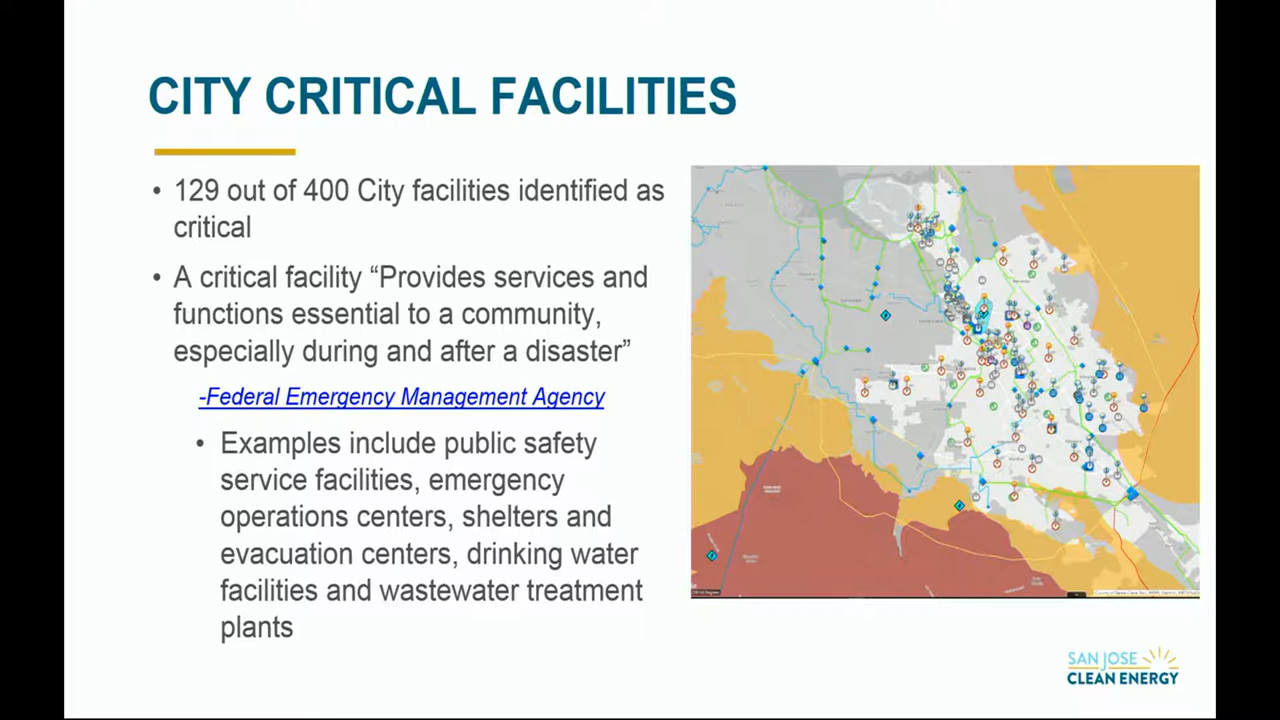 CITY CRITICAL FACILITIES
• 129 out of 400 City facilities identified as
critical
• A critical facility “Provides services and
functions essential to a community,
especially during and after a disaster”
-Federal Emergency Management Agency
• Examples include public safety
service facilities, emergency
operations centers, shelters and
evacuation centers, drinking water
facilities and wastewater treatment
plants
SAN JOSE
CLEAN ENERGY